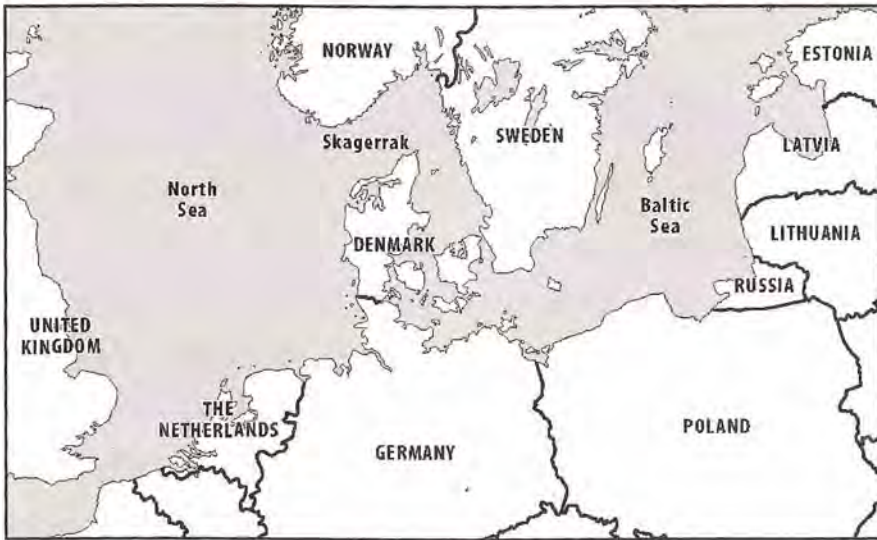 NORWAY
ESTONIA
Skagerrak
SWEDEN
LATVIA
North
Sea
Baltic
Sea
DENMARK
LITHUANIA
RUSSIA
UNITED
KINGDOM
THE
NETHERLANDS
GERMANY
POLAND